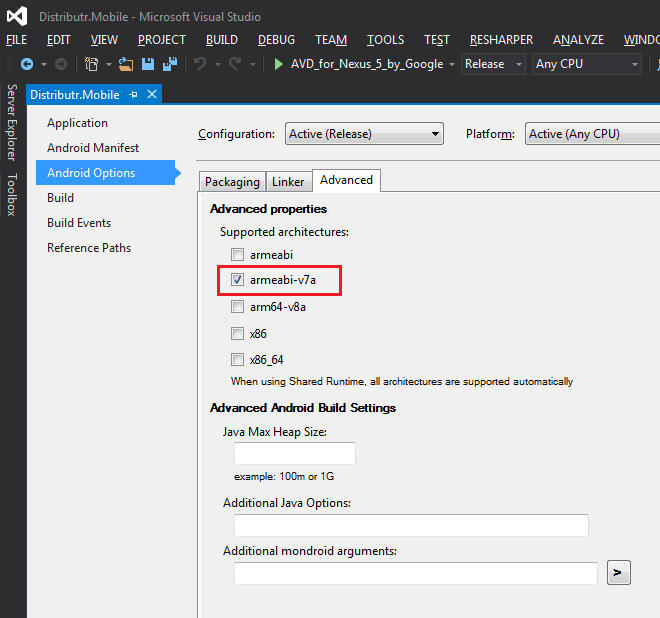 Distributr.Mobile - Microsoft Visual Studio
FILE EDIT VIEW PROJECT BUILD DEBUG TEAM TOOLS TEST RESHARPER ANALYZE WINDO
AVD_for_Nexus_5_by_Google Release Any CPU
Server Explorer
Toolbox
Distributr.Mobile
Application
Android Manifest
Android Options
Build
Build Events
Reference Paths
Configuration: Active (Release) Platform: Active (Any CPU)
Packaging Linker Advanced
Advanced properties
Supported architectures:
armeabi
armeabi-v7a
arm64-v8a
x86
x86_64
When using Shared Runtime, all architectures are supported automatically
Advanced Android Build Settings
Java Max Heap Size:
example: 100m or 1G
Additional Java Options:
Additional mondroid arguments:
>